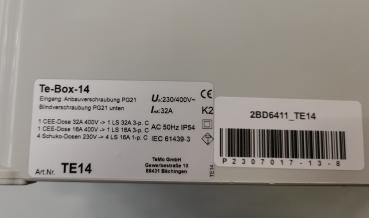 Te-Box-14
Eingang: Anbauverschraubung PG21
Blindverschraubung PG21 unten
1 CEE-Dose 32A 400V -> 1 LS 32A 3-p. C
1 CEE-Dose 16A 400V -> 1 LS 16A 3-p. C
4 Schuko-Dosen 230V -> 4 LS 16A 1-p. C
Art.Nr. TE14
230/400V~
32A
AC 50Hz IP54
IEC 61439-3
TeMo GmbH
Gewerbestraße 10
89431 Bächingen
CE
K2
TE14
2BD6411_TE14
P2307017-13-8